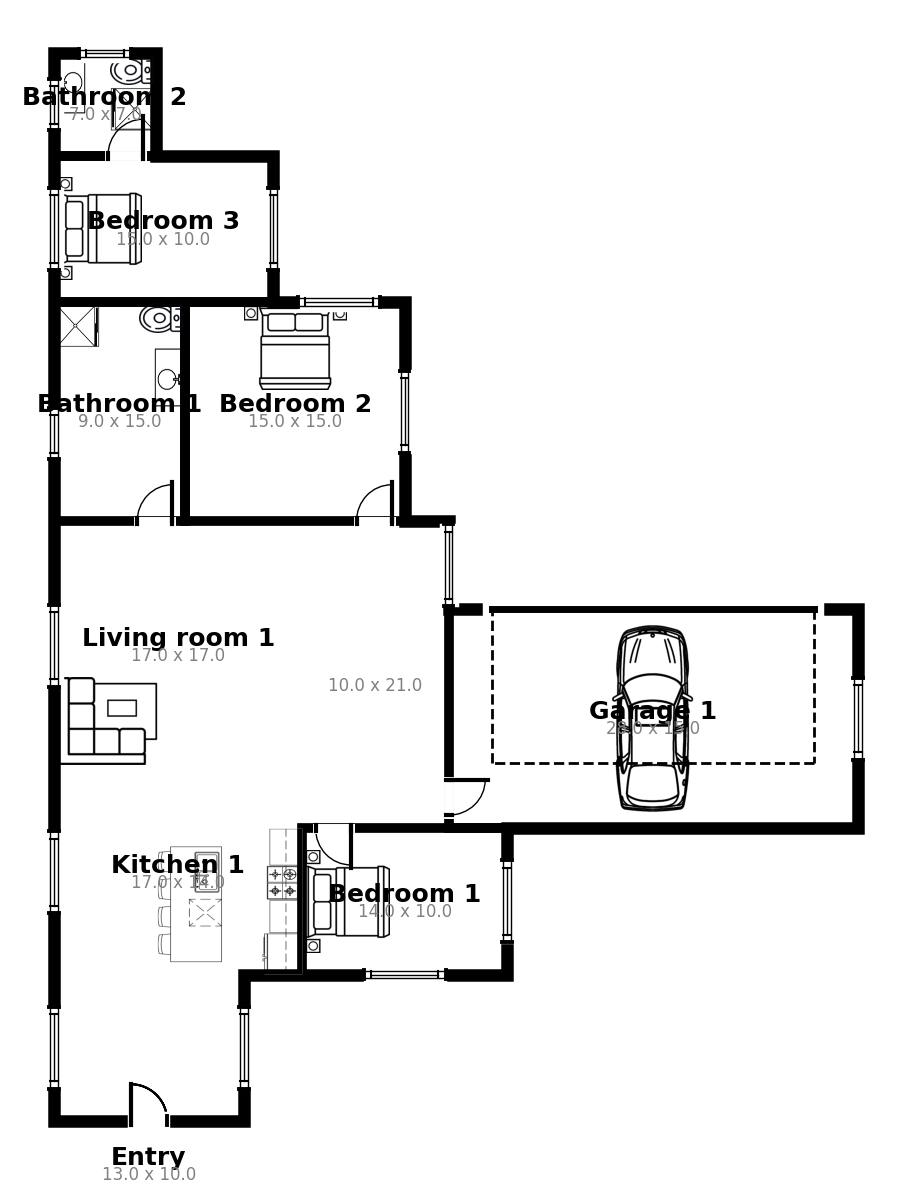 Bathroom 2
7.0 x 7.0
Bedroom 3
15.0 x 10.0
Bathroom 1
9.0 x 15.0
Bedroom 2
15.0 x 15.0
Living room 1
17.0 x 17.0
10.0 x 21.0
Garage 1
28.0 x 15.0
Kitchen 1
17.0 x 14.0
Bedroom 1
14.0 x 10.0
Entry
13.0 x 10.0